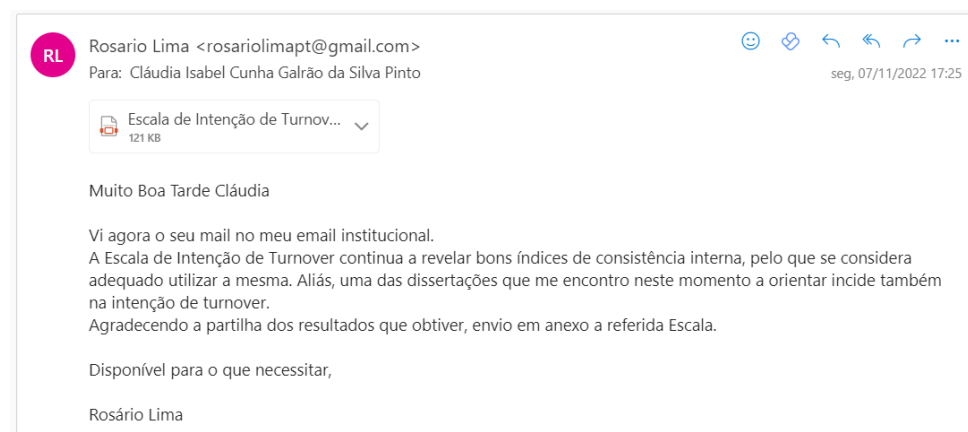 RL
Rosario Lima <rosariolimapt@gmail.com>
Para: Cláudia Isabel Cunha Galrão da Silva Pinto
seg, 07/11/2022 17:25
Escala de Intenção de Turnov...
121 KB
Muito Boa Tarde Cláudia
Vi agora o seu mail no meu email institucional.
A Escala de Intenção de Turnover continua a revelar bons índices de consistência interna, pelo que se considera
adequado utilizar a mesma. Aliás, uma das dissertações que me encontro neste momento a orientar incide também
na intenção de turnover.
Agradecendo a partilha dos resultados que obtiver, envio em anexo a referida Escala.
Disponível para o que necessitar,
Rosário Lima